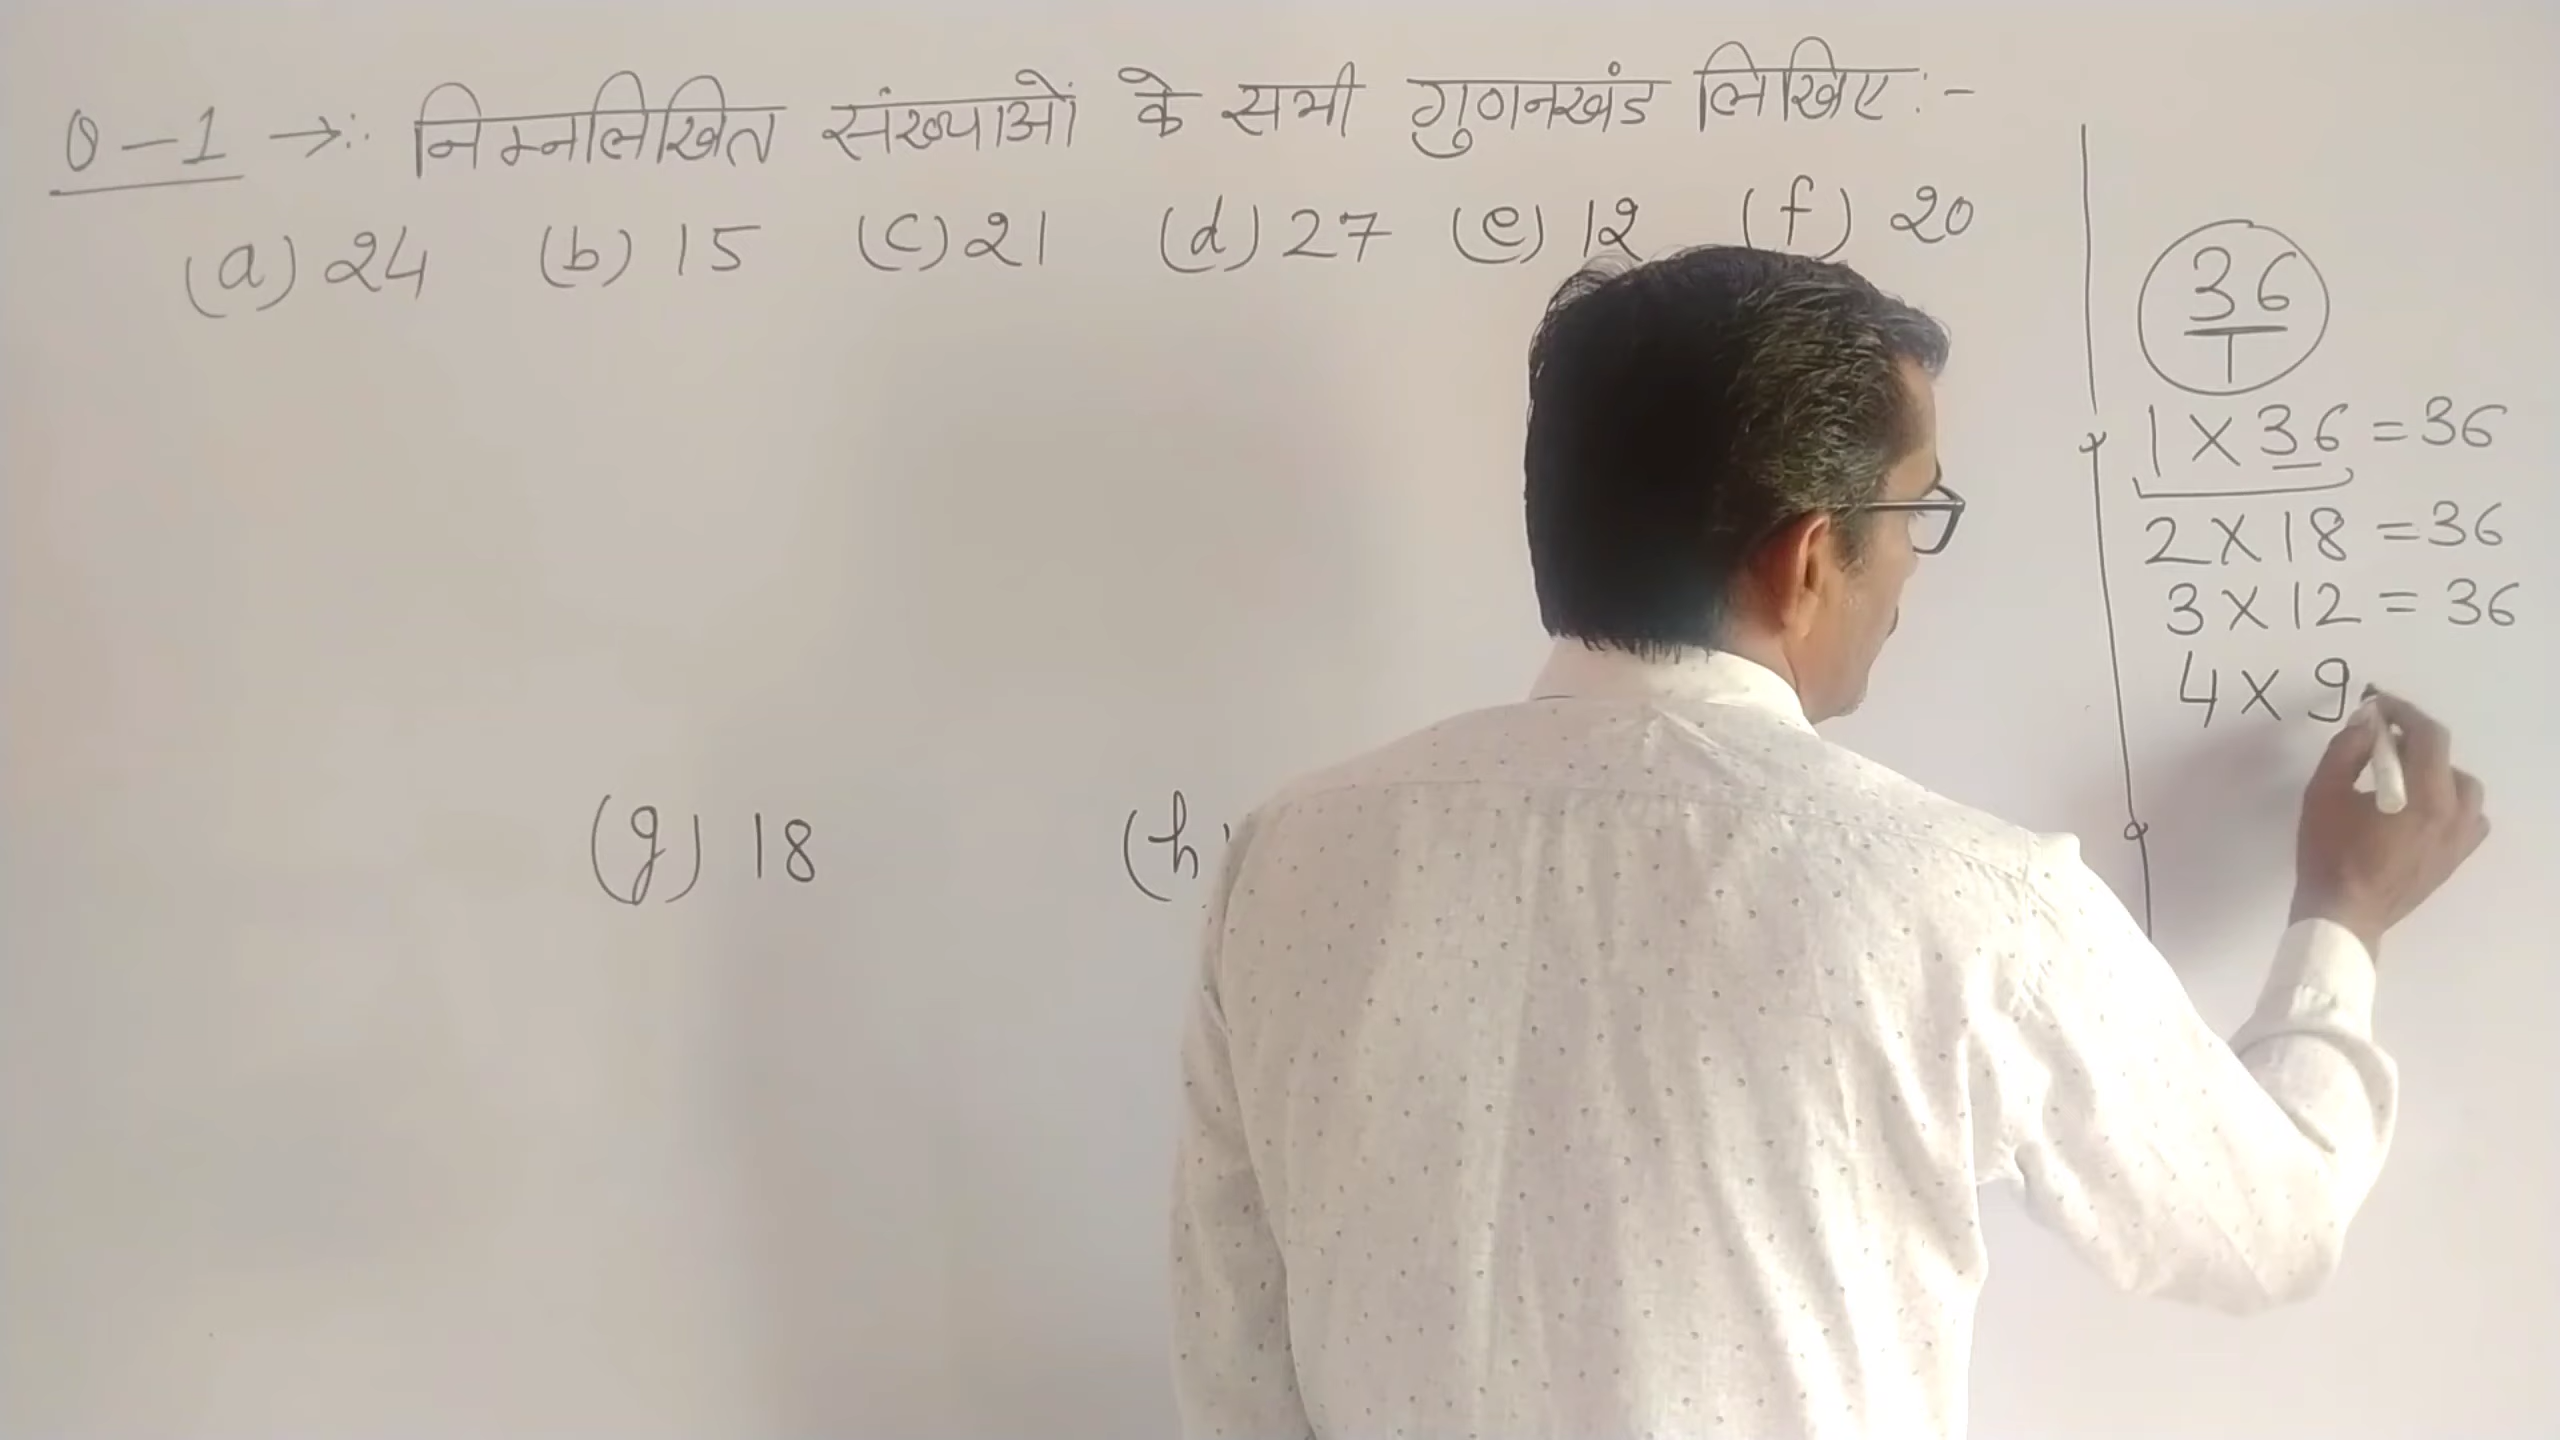 Q-1 →: निम्नलिखित संख्याओं के सभी गुणनखंड लिखिए :-
(a) 24 (b) 15 (c) 21 (d) 27 (e) 12 (f) 20
(g) 18 (h)
36
1
1 × 36 = 36
2 × 18 = 36
3 × 12 = 36
4 × 9